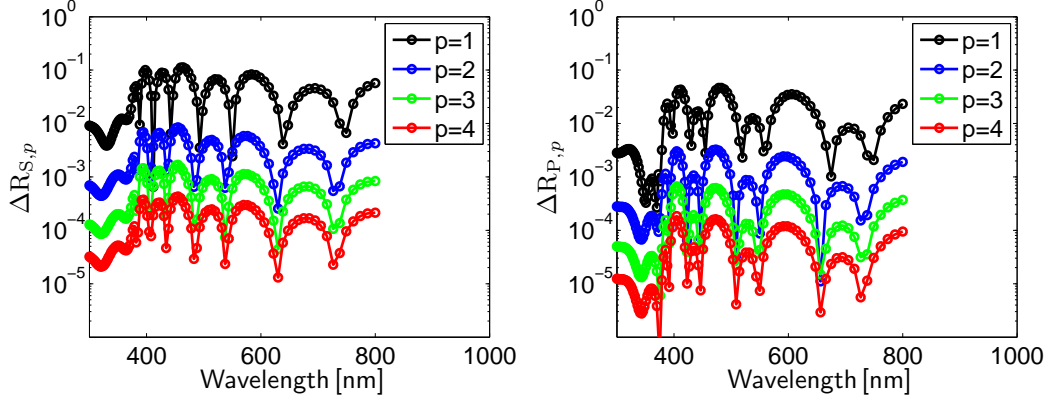 10^0
10^-1
10^-2
10^-3
10^-4
10^-5
ΔR_{S,p}
400 600 800 1000
Wavelength [nm]
p=1
p=2
p=3
p=4
10^0
10^-1
10^-2
10^-3
10^-4
10^-5
ΔR_{P,p}
400 600 800 1000
Wavelength [nm]
p=1
p=2
p=3
p=4